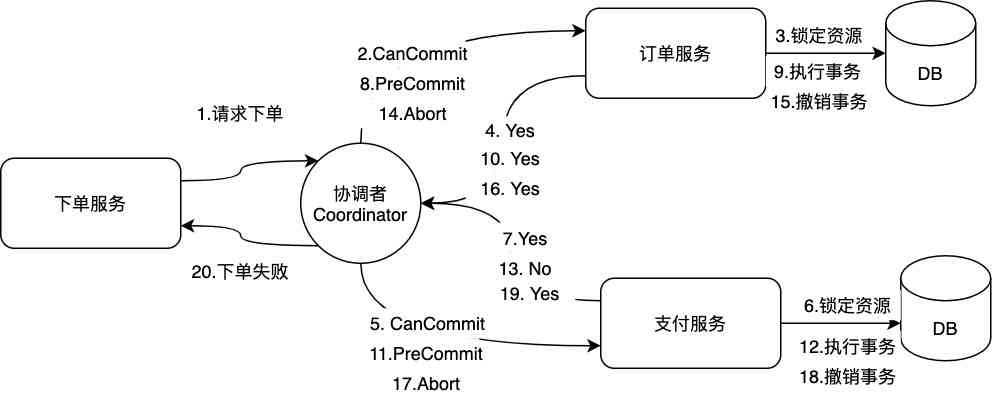 2.CanCommit
8.PreCommit
14.Abort
订单服务
3.锁定资源
9.执行事务
15.撤销事务
DB
1.请求下单
4. Yes
10. Yes
16. Yes
下单服务
协调者
Coordinator
20.下单失败
7.Yes
13. No
19. Yes
5. CanCommit
11.PreCommit
17.Abort
支付服务
6.锁定资源
12.执行事务
18.撤销事务
DB